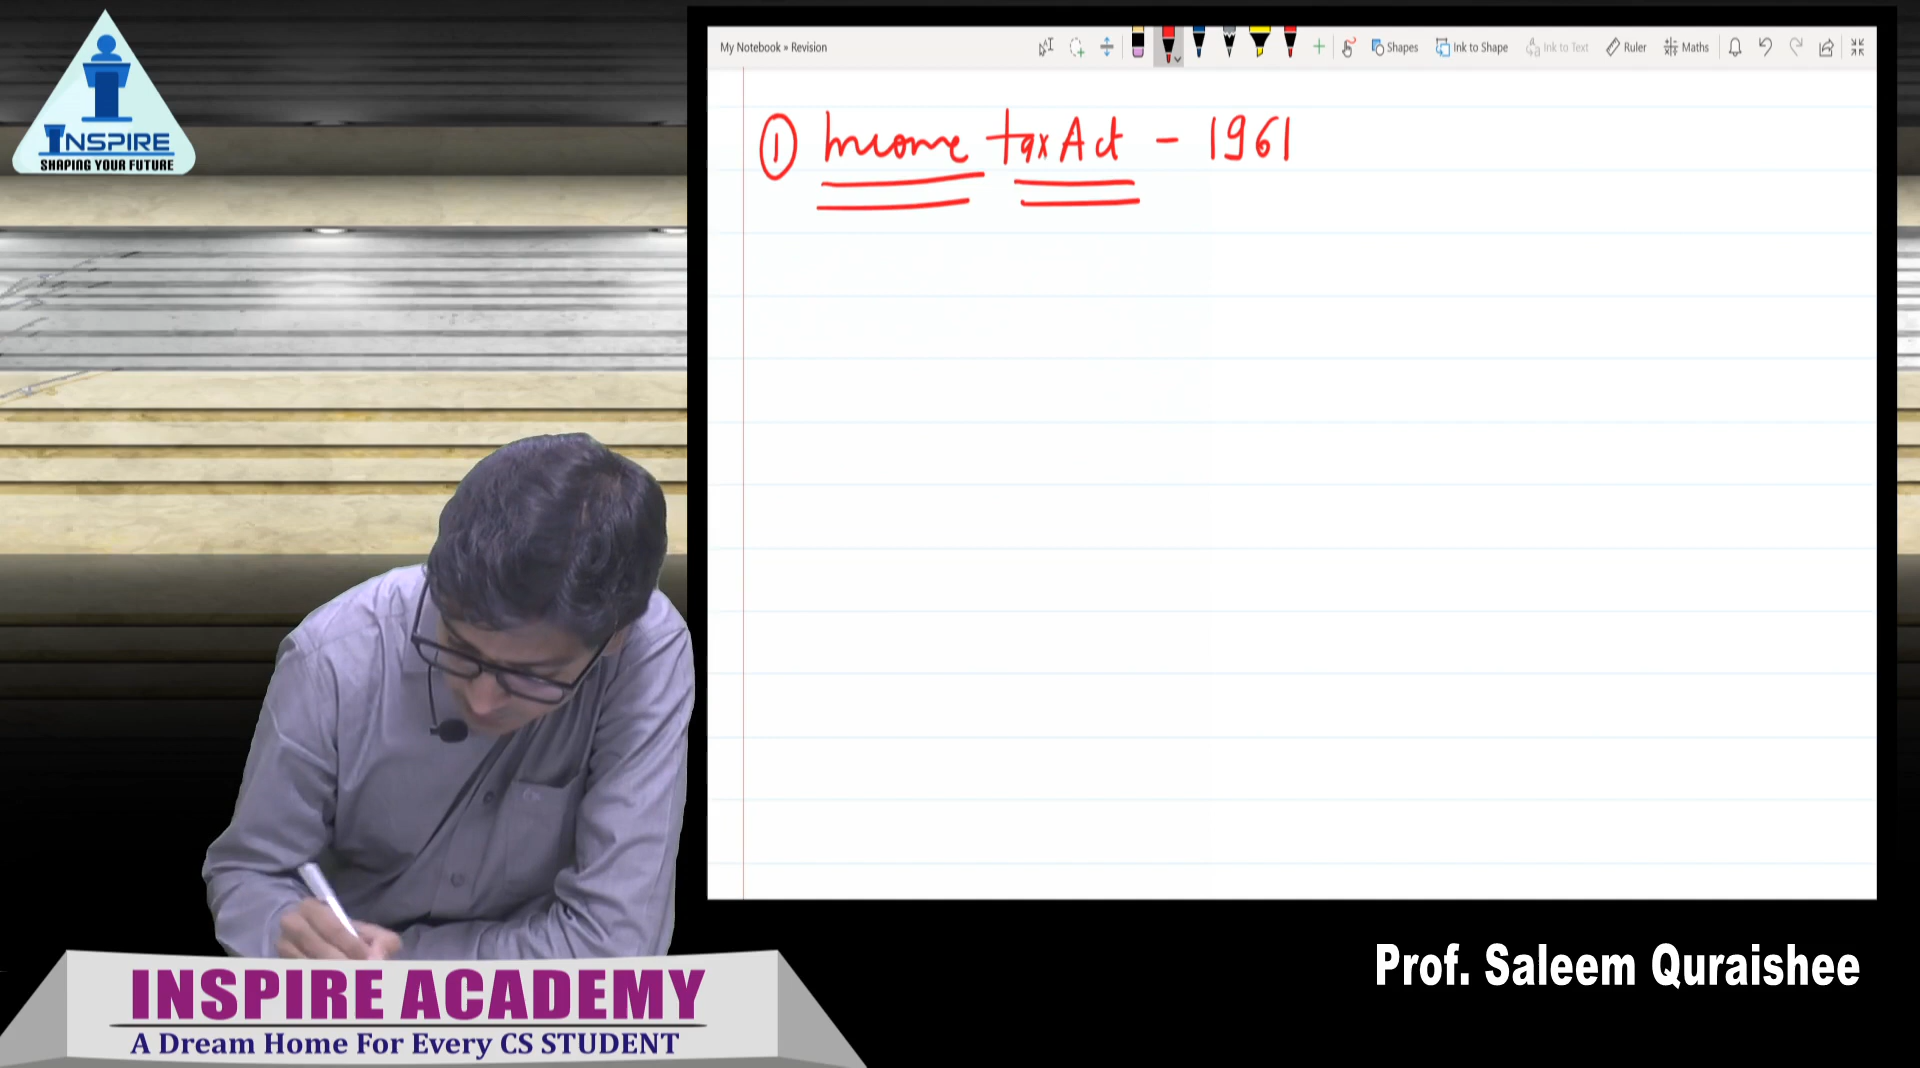 INSPIRE
SHAPING YOUR FUTURE
My Notebook » Revision
Shapes
Ink to Shape
Ink to Text
Ruler
Maths
① Income tax Act - 1961
INSPIRE ACADEMY
A Dream Home For Every CS STUDENT
Prof. Saleem Quraishee